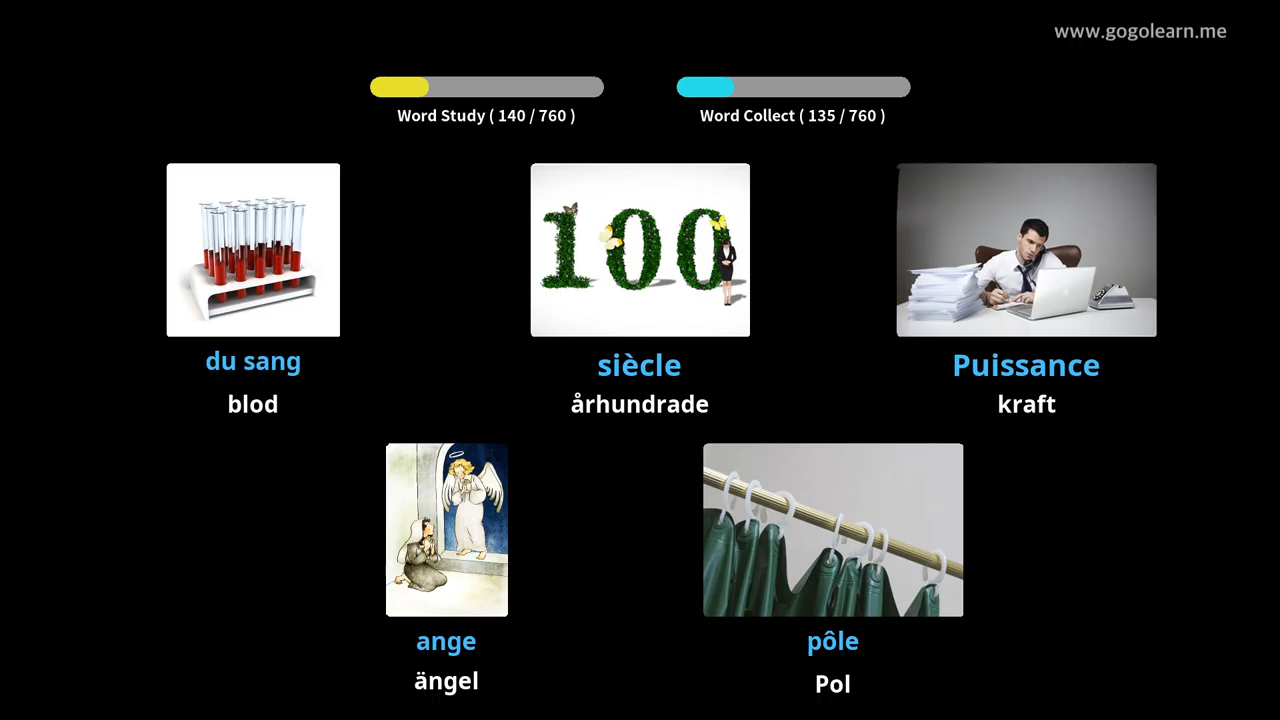 www.gogolearn.me
Word Study ( 140 / 760 )
Word Collect ( 135 / 760 )
100
du sang
blod
siècle
århundrade
Puissance
kraft
ange
ängel
pôle
Pol